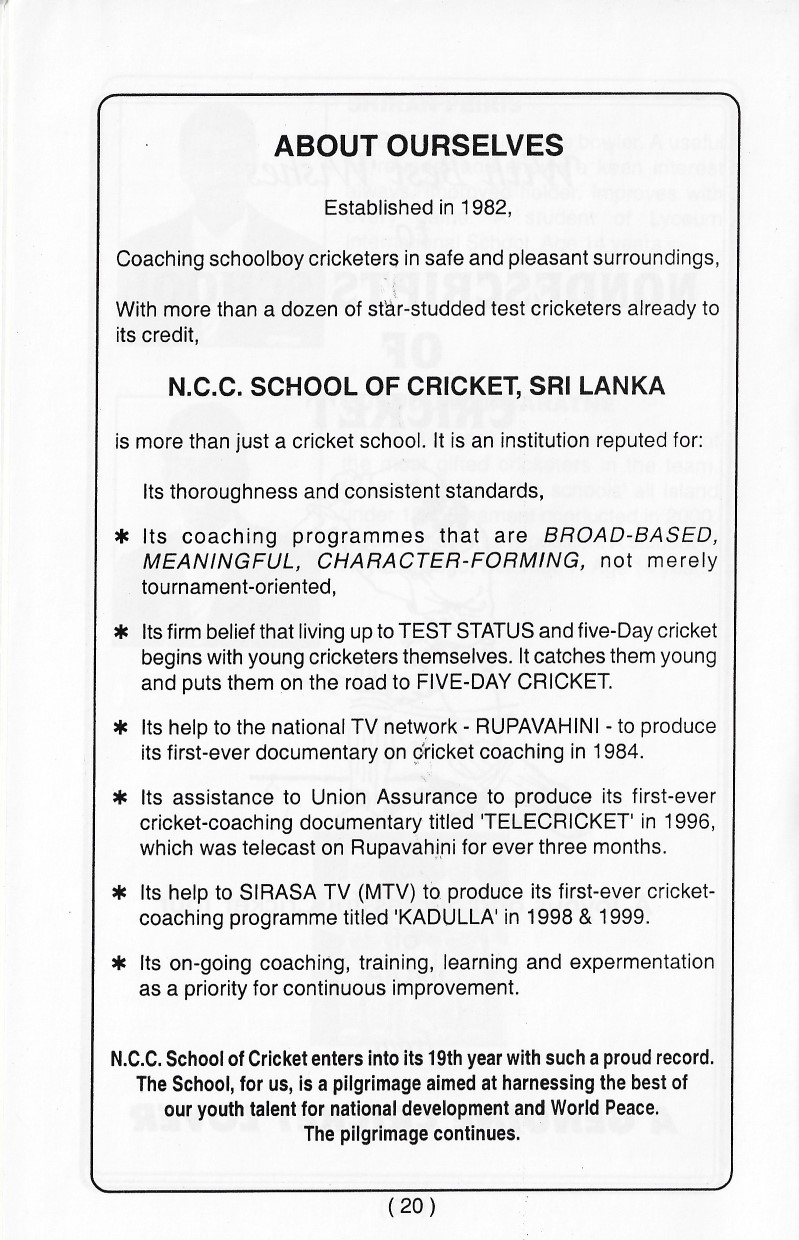 ABOUT OURSELVES
Established in 1982,
Coaching schoolboy cricketers in safe and pleasant surroundings,
With more than a dozen of star-studded test cricketers already to
its credit,
N.C.C. SCHOOL OF CRICKET, SRI LANKA
is more than just a cricket school. It is an institution reputed for:
Its thoroughness and consistent standards,
* Its coaching programmes that are BROAD-BASED,
MEANINGFUL, CHARACTER-FORMING, not merely
tournament-oriented,
* Its firm belief that living up to TEST STATUS and five-Day cricket
begins with young cricketers themselves. It catches them young
and puts them on the road to FIVE-DAY CRICKET.
* Its help to the national TV network - RUPAVAHINI - to produce
its first-ever documentary on cricket coaching in 1984.
* Its assistance to Union Assurance to produce its first-ever
cricket-coaching documentary titled 'TELECRICKET' in 1996,
which was telecast on Rupavahini for ever three months.
* Its help to SIRASA TV (MTV) to produce its first-ever cricket-
coaching programme titled 'KADULLA' in 1998 & 1999.
* Its on-going coaching, training, learning and expermentation
as a priority for continuous improvement.
N.C.C. School of Cricket enters into its 19th year with such a proud record.
The School, for us, is a pilgrimage aimed at harnessing the best of
our youth talent for national development and World Peace.
The pilgrimage continues.
( 20 )